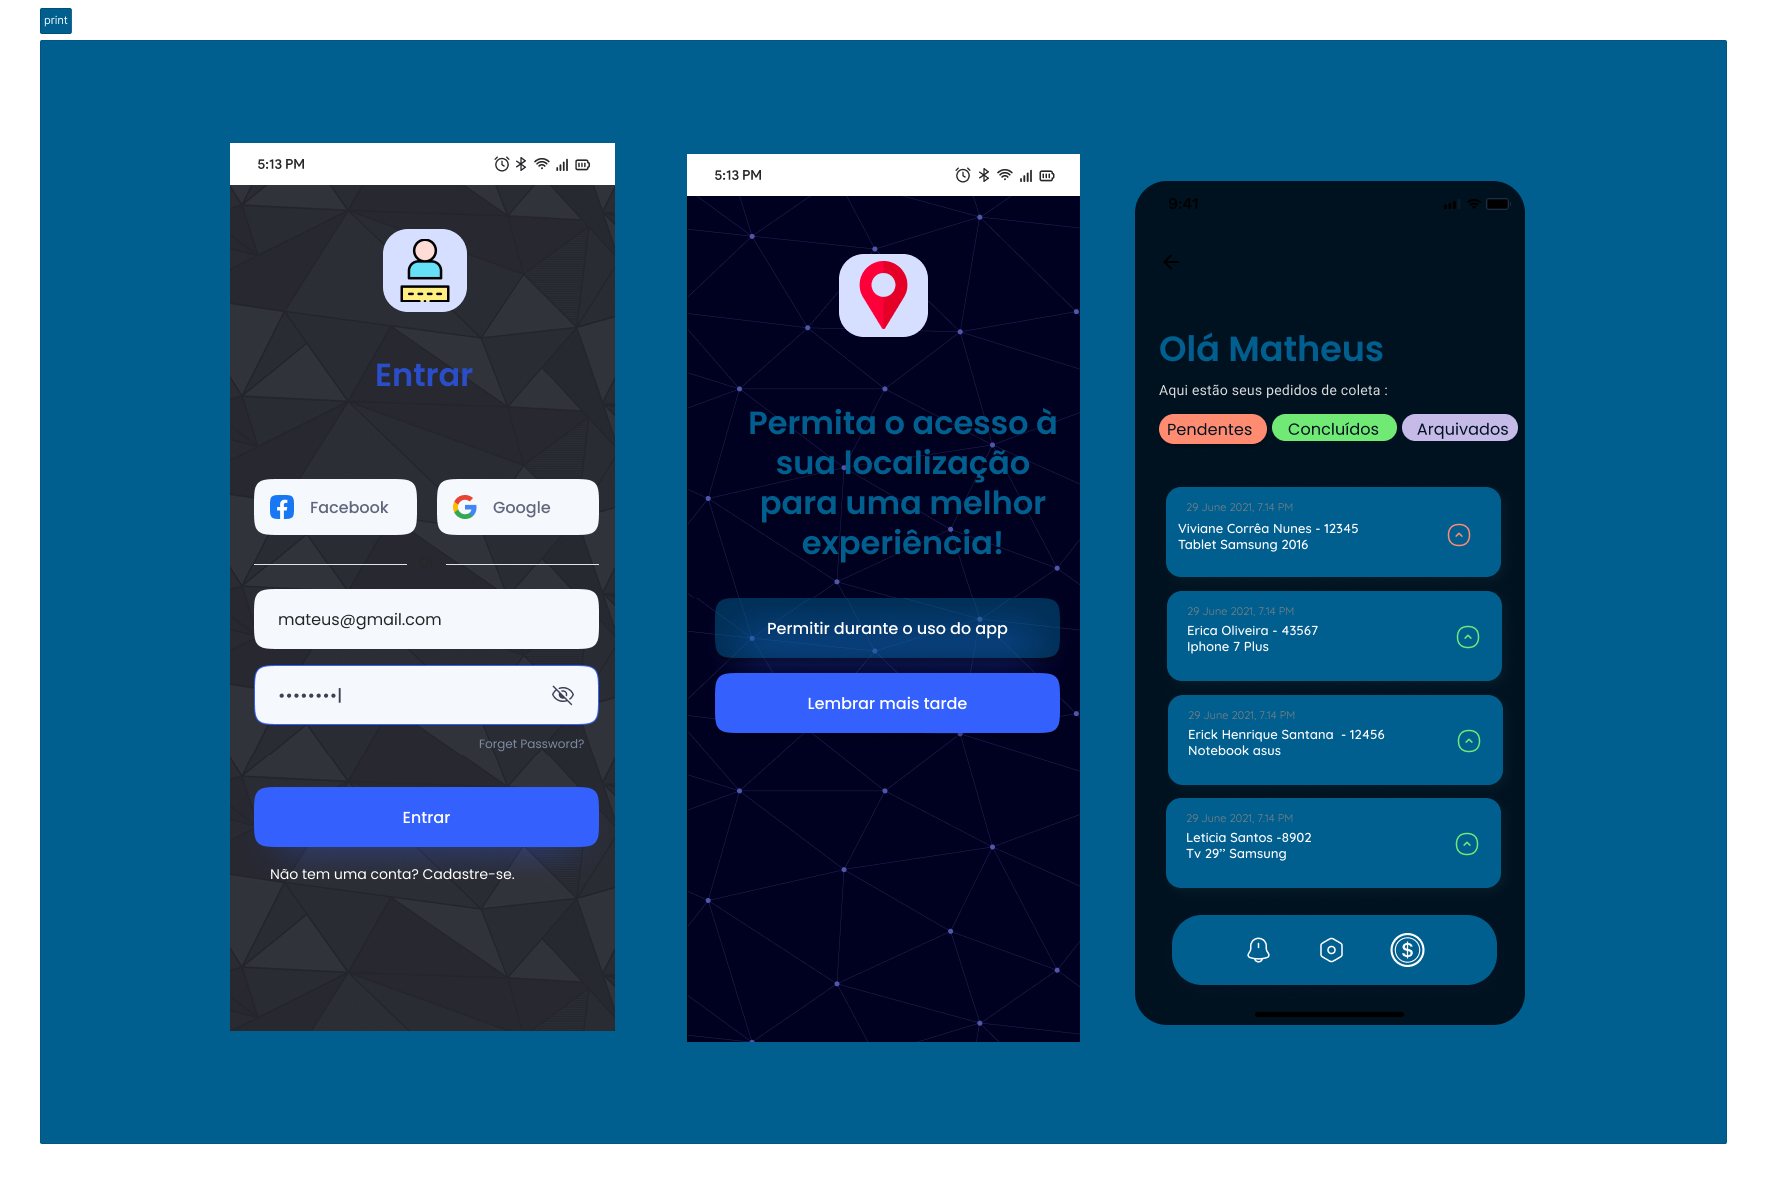 print
5:13 PM
Entrar
Facebook
Google
mateus@gmail.com
••••••••|
Forget Password?
Entrar
Não tem uma conta? Cadastre-se.
5:13 PM
Permita o acesso à
sua localização
para uma melhor
experiência!
Permitir durante o uso do app
Lembrar mais tarde
9:41
Olá Matheus
Aqui estão seus pedidos de coleta :
Pendentes
Concluídos
Arquivados
29 June 2021, 7.14 PM
Viviane Corrêa Nunes - 12345
Tablet Samsung 2016
29 June 2021, 7.14 PM
Erica Oliveira - 43567
Iphone 7 Plus
29 June 2021, 7.14 PM
Erick Henrique Santana  - 12456
Notebook asus
29 June 2021, 7.14 PM
Leticia Santos -8902
Tv 29’’ Samsung
$